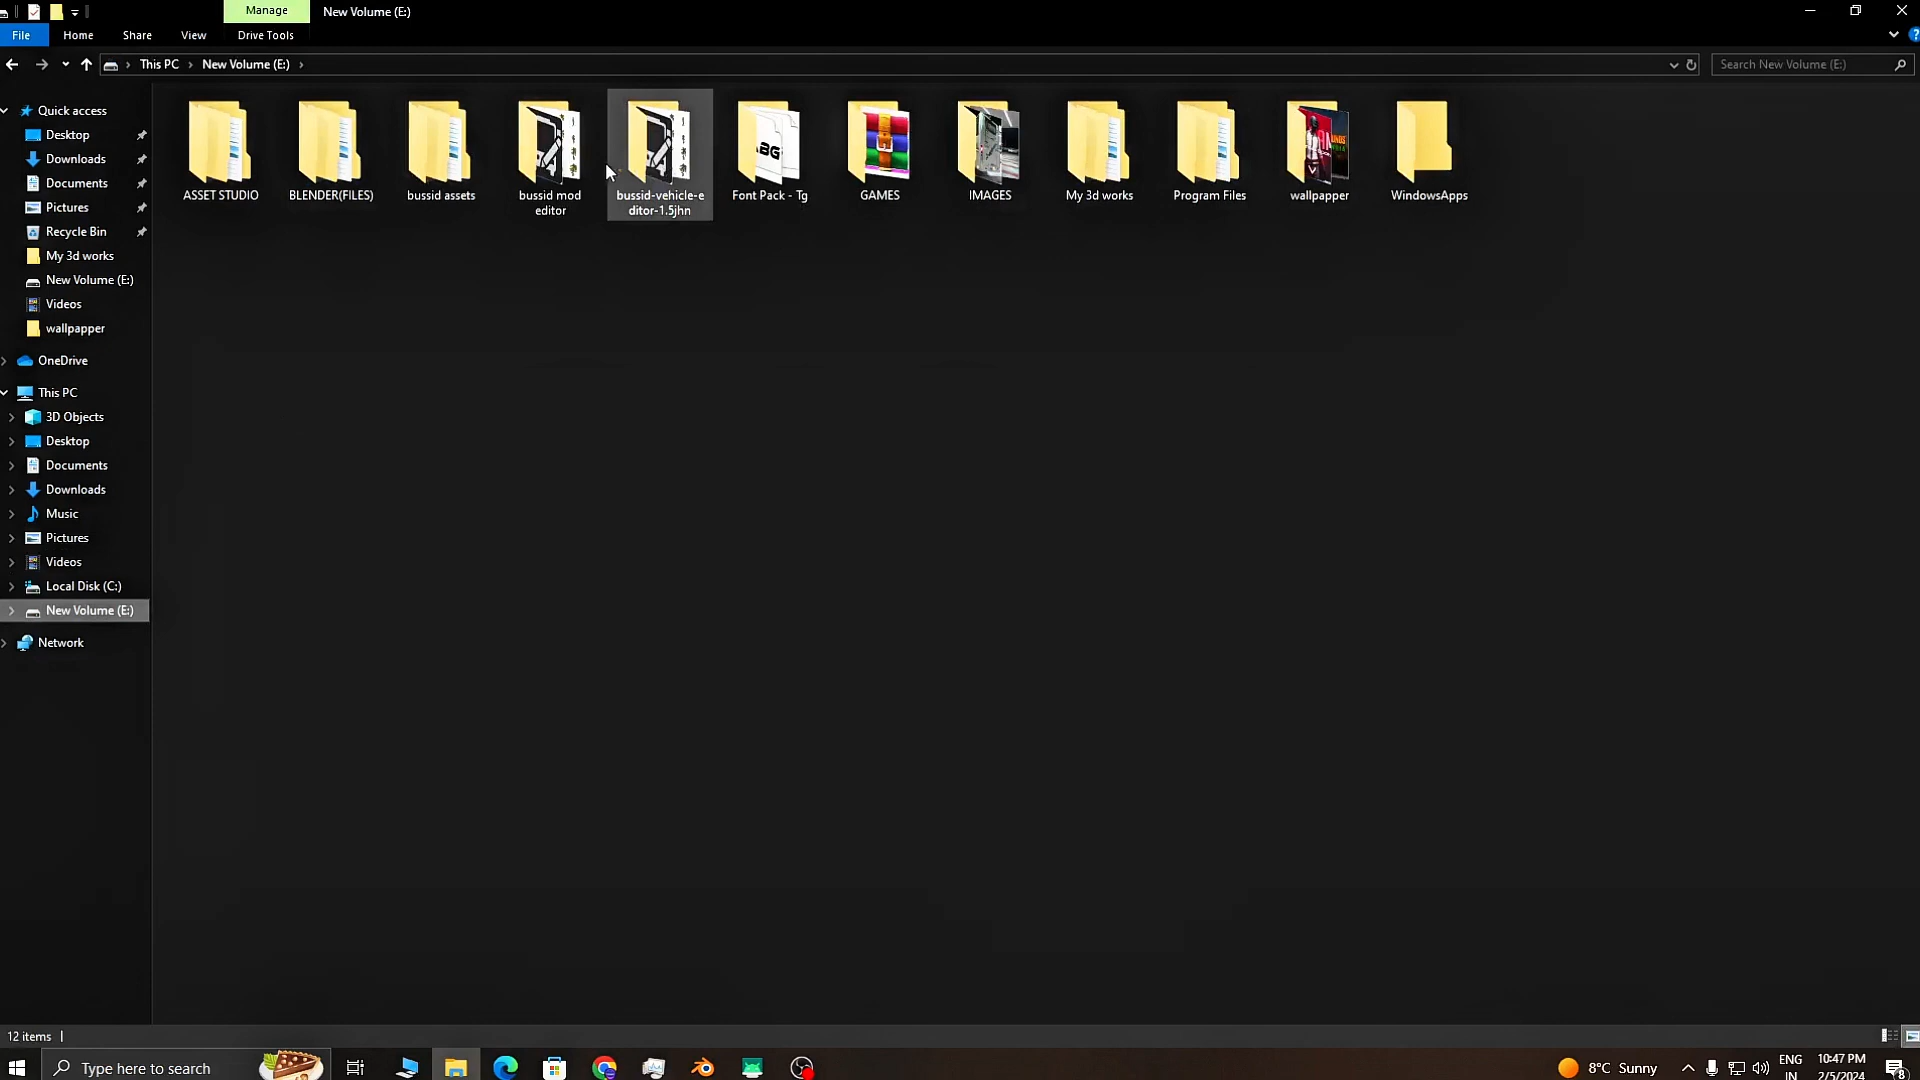 Manage
New Volume (E:)
File
Home
Share
View
Drive Tools
This PC
New Volume (E:)
Search New Volume (E:)
Quick access
Desktop
Downloads
Documents
Pictures
Recycle Bin
My 3d works
New Volume (E:)
Videos
wallpapper
OneDrive
This PC
3D Objects
Desktop
Documents
Downloads
Music
Pictures
Videos
Local Disk (C:)
New Volume (E:)
Network
ASSET STUDIO
BLENDER(FILES)
bussid assets
bussid mod
editor
bussid-vehicle-e
ditor-1.5jhn
Font Pack - Tg
GAMES
IMAGES
My 3d works
Program Files
wallpapper
WindowsApps
12 items
Type here to search
8°C Sunny
ENG
IN
10:47 PM
2/5/2024
8